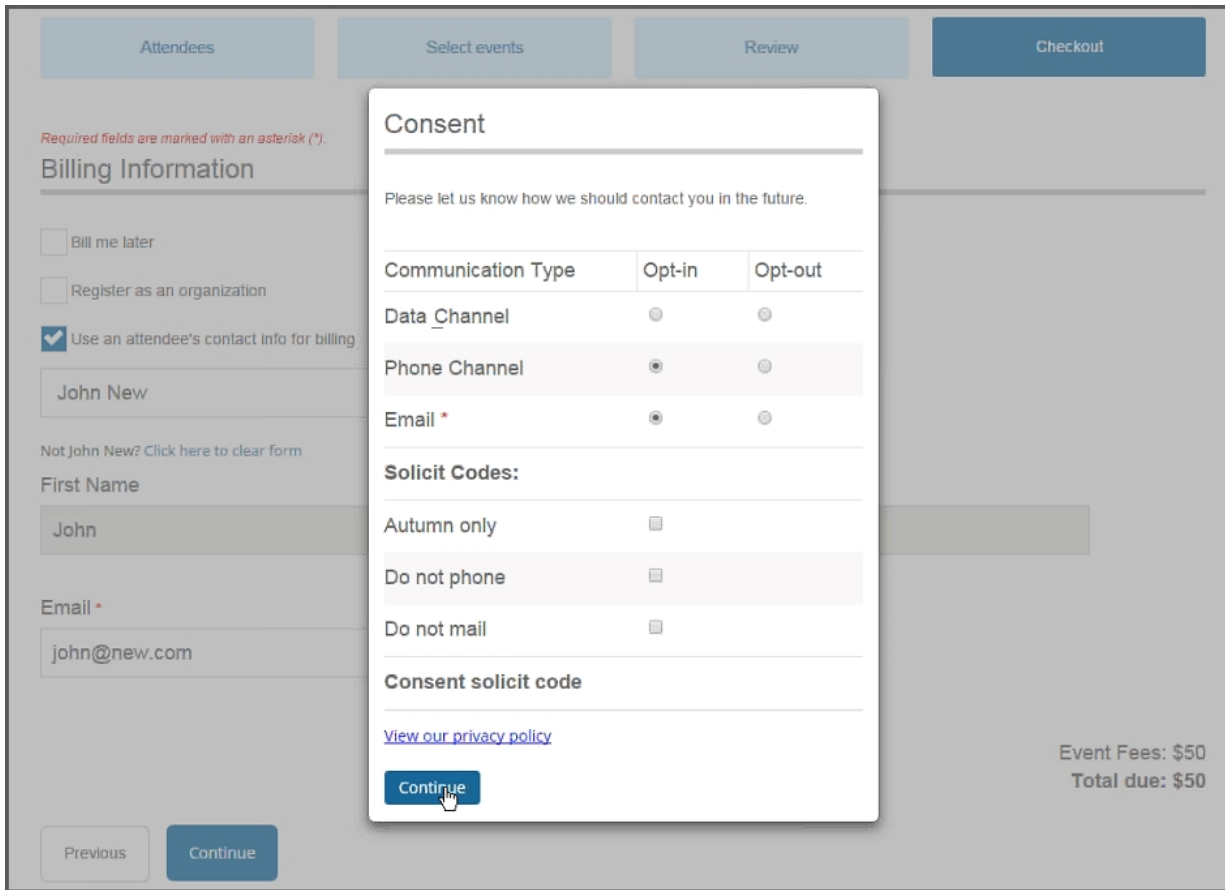 Attendees Select events Review Checkout
Required fields are marked with an asterisk (*).
Billing Information
Bill me later
Register as an organization
Use an attendee's contact info for billing
John New
Not John New? Click here to clear form
First Name
John
Email *
john@new.com
Consent
Please let us know how we should contact you in the future.
Communication Type Opt-in Opt-out
Data Channel
Phone Channel
Email *
Solicit Codes:
Autumn only
Do not phone
Do not mail
Consent solicit code
View our privacy policy
Continue
Event Fees: $50
Total due: $50
Previous Continue